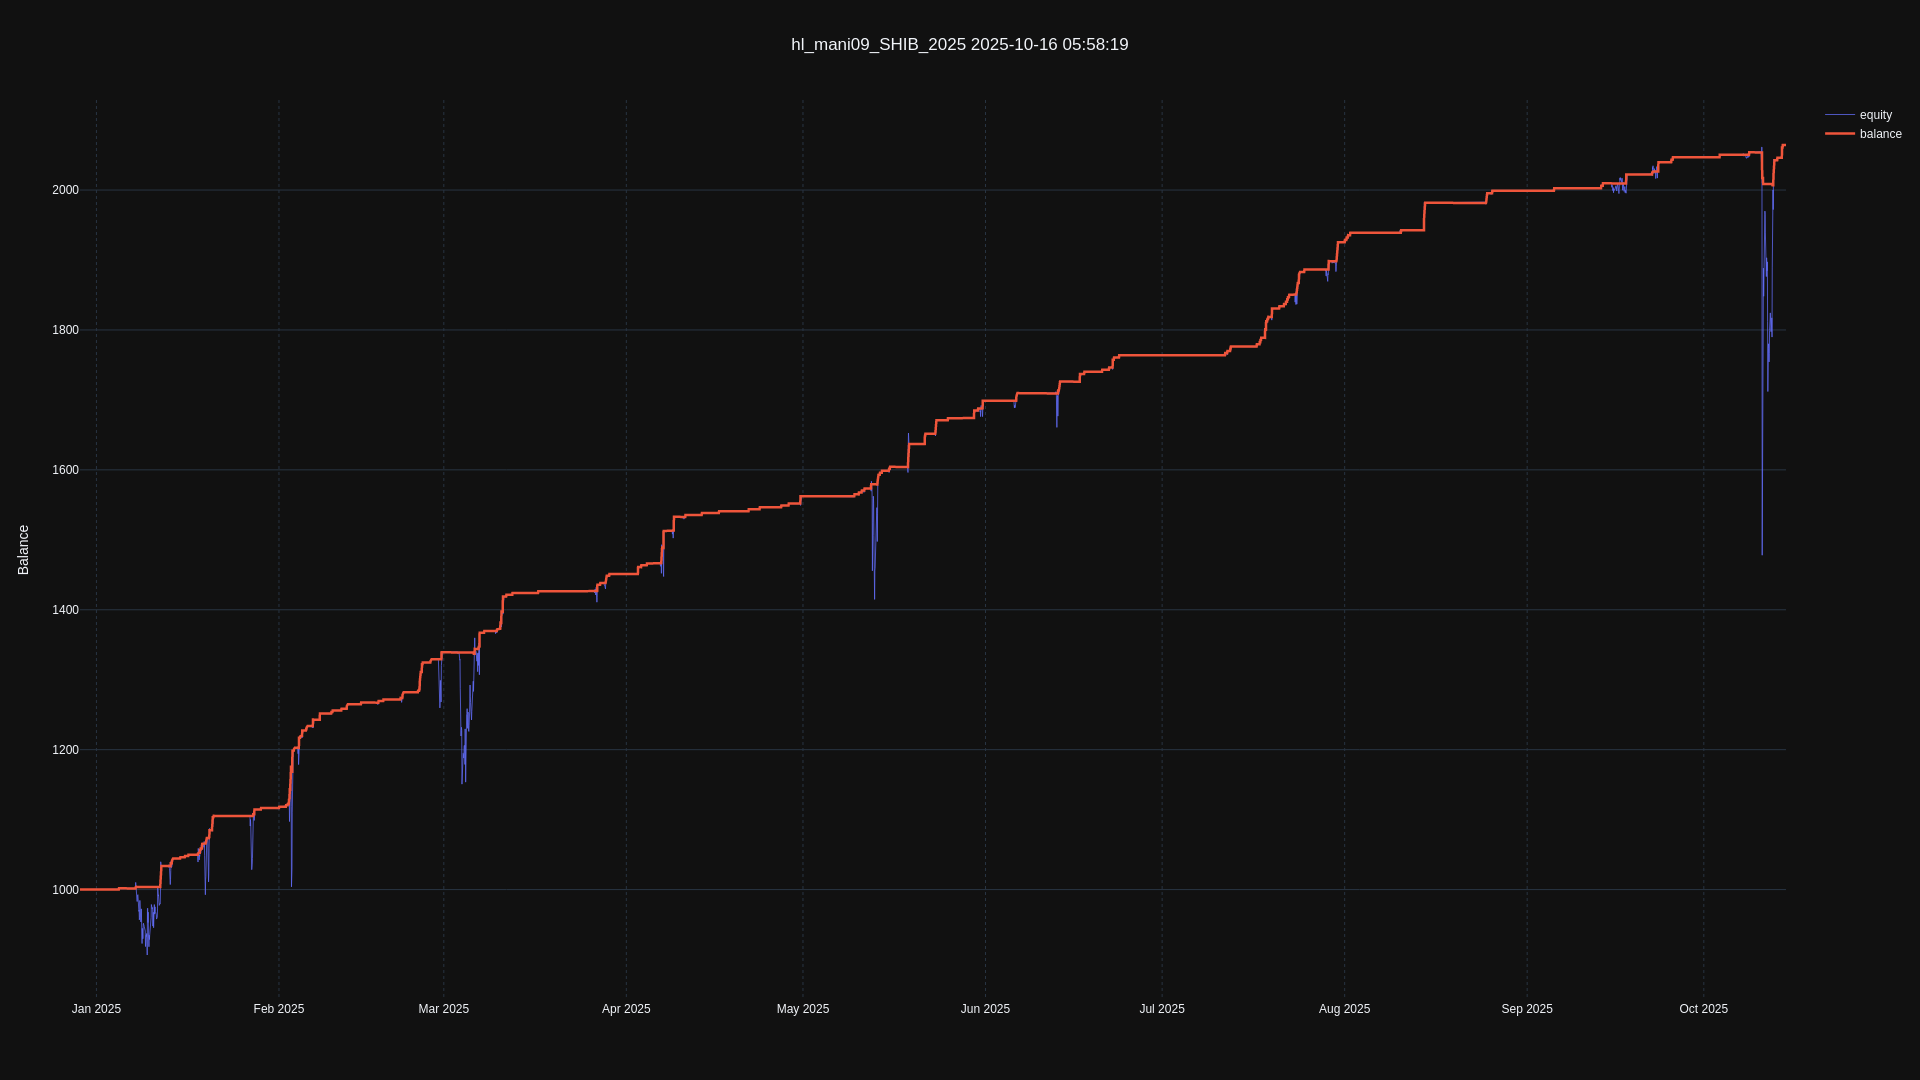 hl_mani09_SHIB_2025 2025-10-16 05:58:19
equity
balance
2000
1800
1600
1400
1200
1000
Balance
Jan 2025
Feb 2025
Mar 2025
Apr 2025
May 2025
Jun 2025
Jul 2025
Aug 2025
Sep 2025
Oct 2025